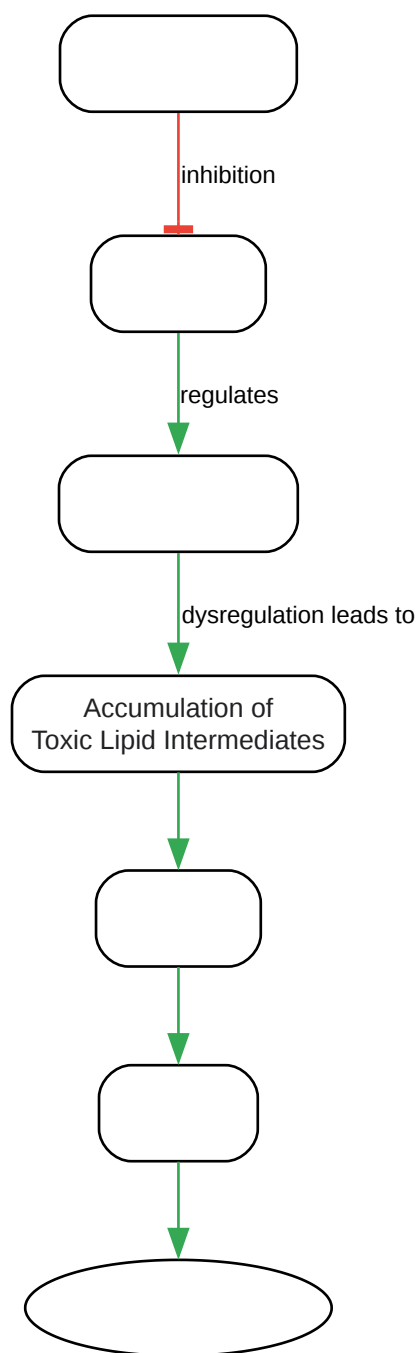 inhibition
regulates
dysregulation leads to
Accumulation of
Toxic Lipid Intermediates